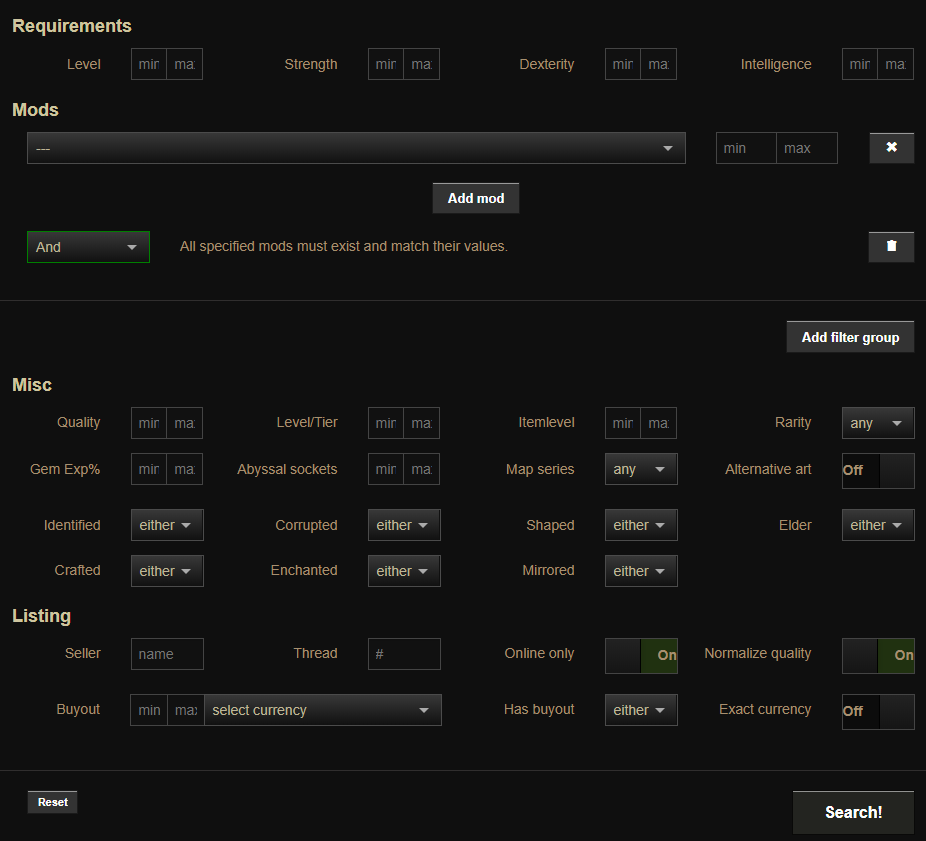 Requirements
Level min max Strength min max Dexterity min max Intelligence min max
Mods
--- min max ✖
Add mod
And All specified mods must exist and match their values.
Add filter group
Misc
Quality min max Level/Tier min max Itemlevel min max Rarity any
Gem Exp% min max Abyssal sockets min max Map series any Alternative art Off
Identified either Corrupted either Shaped either Elder either
Crafted either Enchanted either Mirrored either
Listing
Seller name Thread # Online only On Normalize quality On
Buyout min max select currency Has buyout either Exact currency Off
Reset Search!